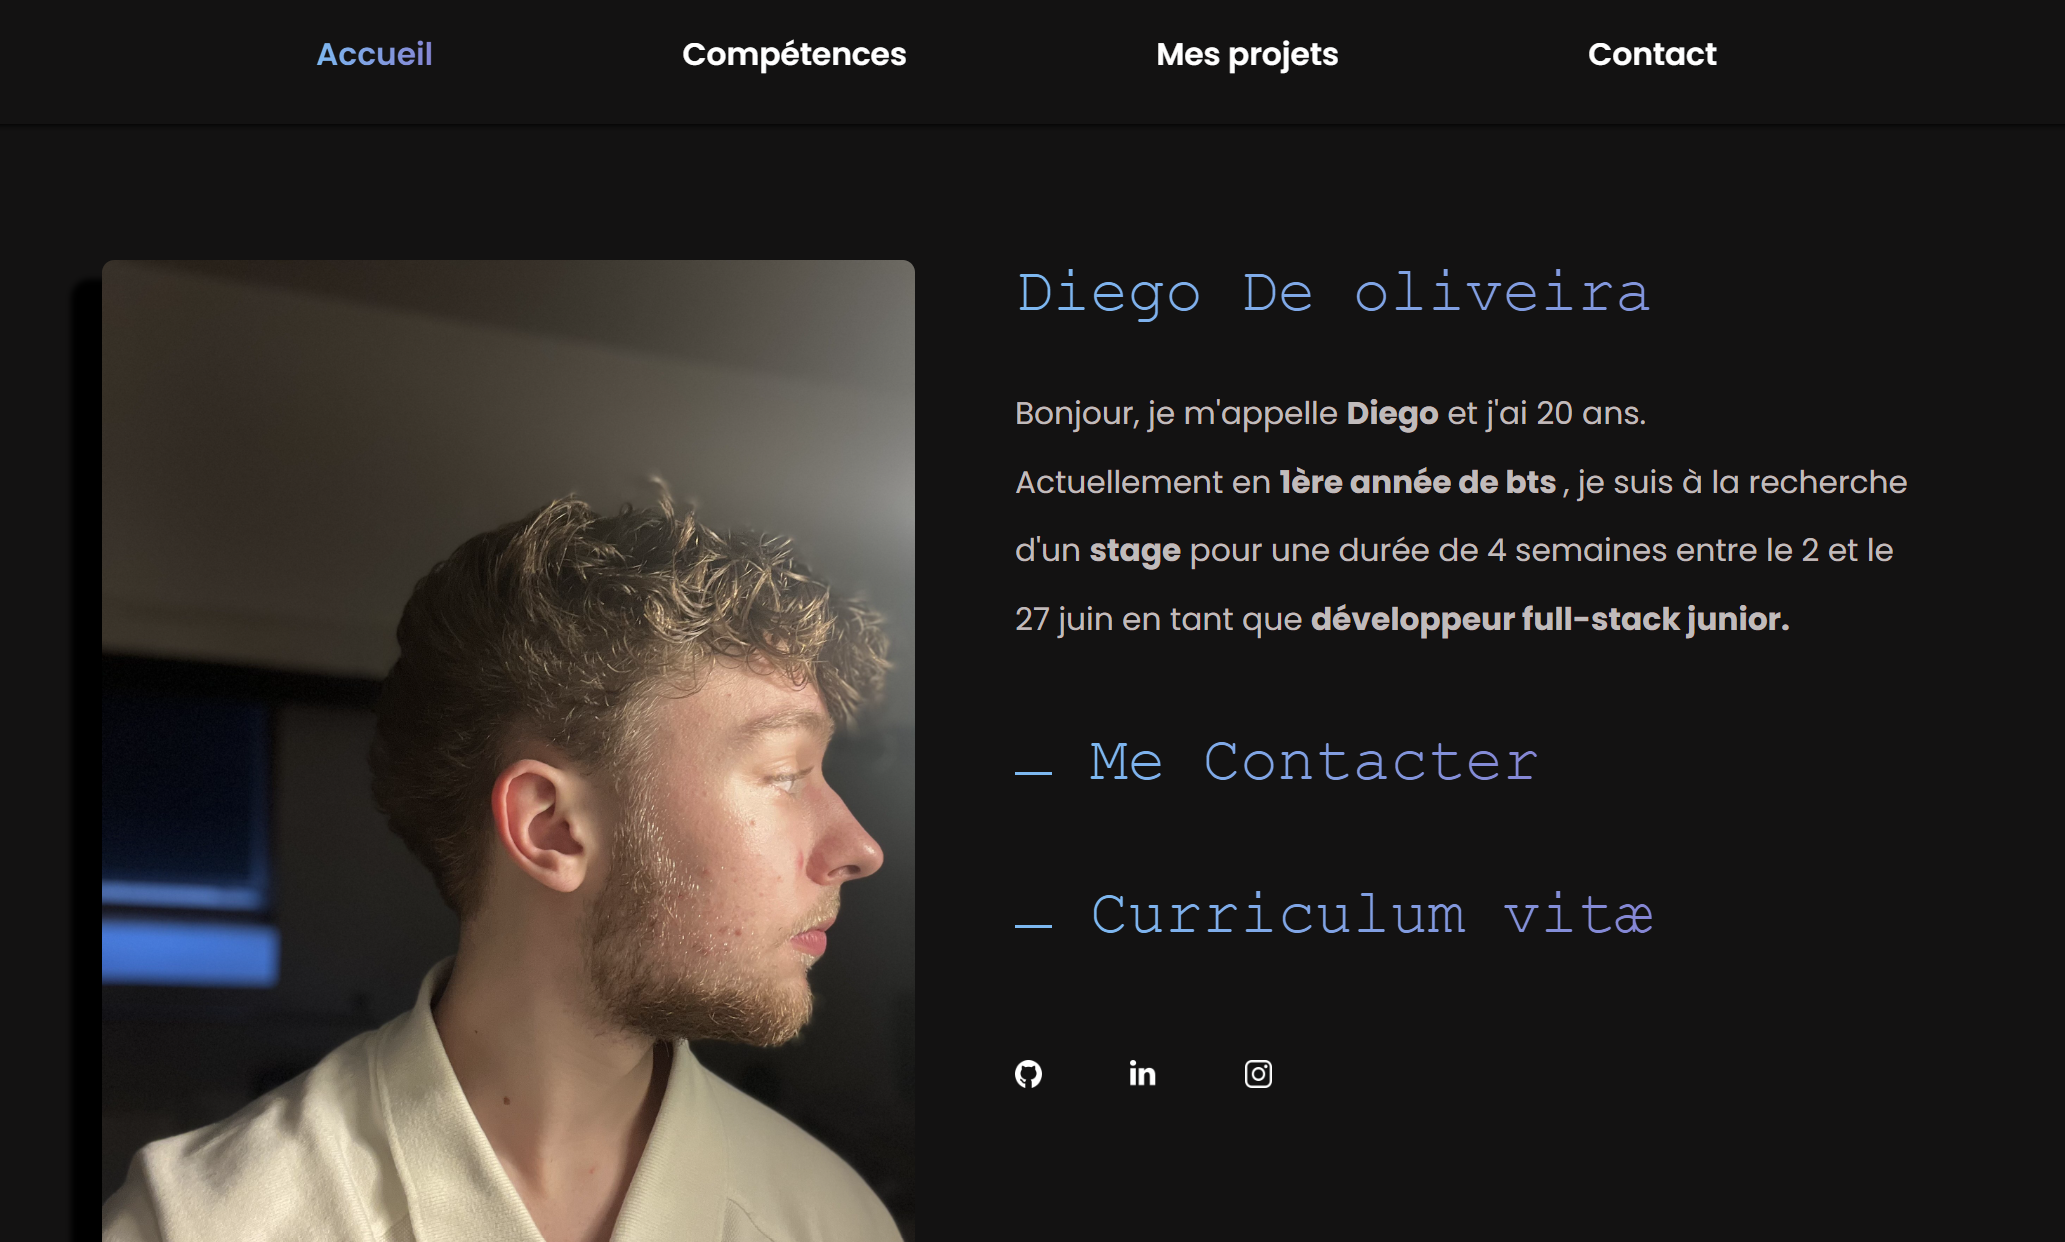 Accueil
Compétences
Mes projets
Contact
Diego De oliveira
Bonjour, je m'appelle Diego et j'ai 20 ans.
Actuellement en 1ère année de bts , je suis à la recherche
d'un stage pour une durée de 4 semaines entre le 2 et le
27 juin en tant que développeur full-stack junior.
— Me Contacter
— Curriculum vitæ
in